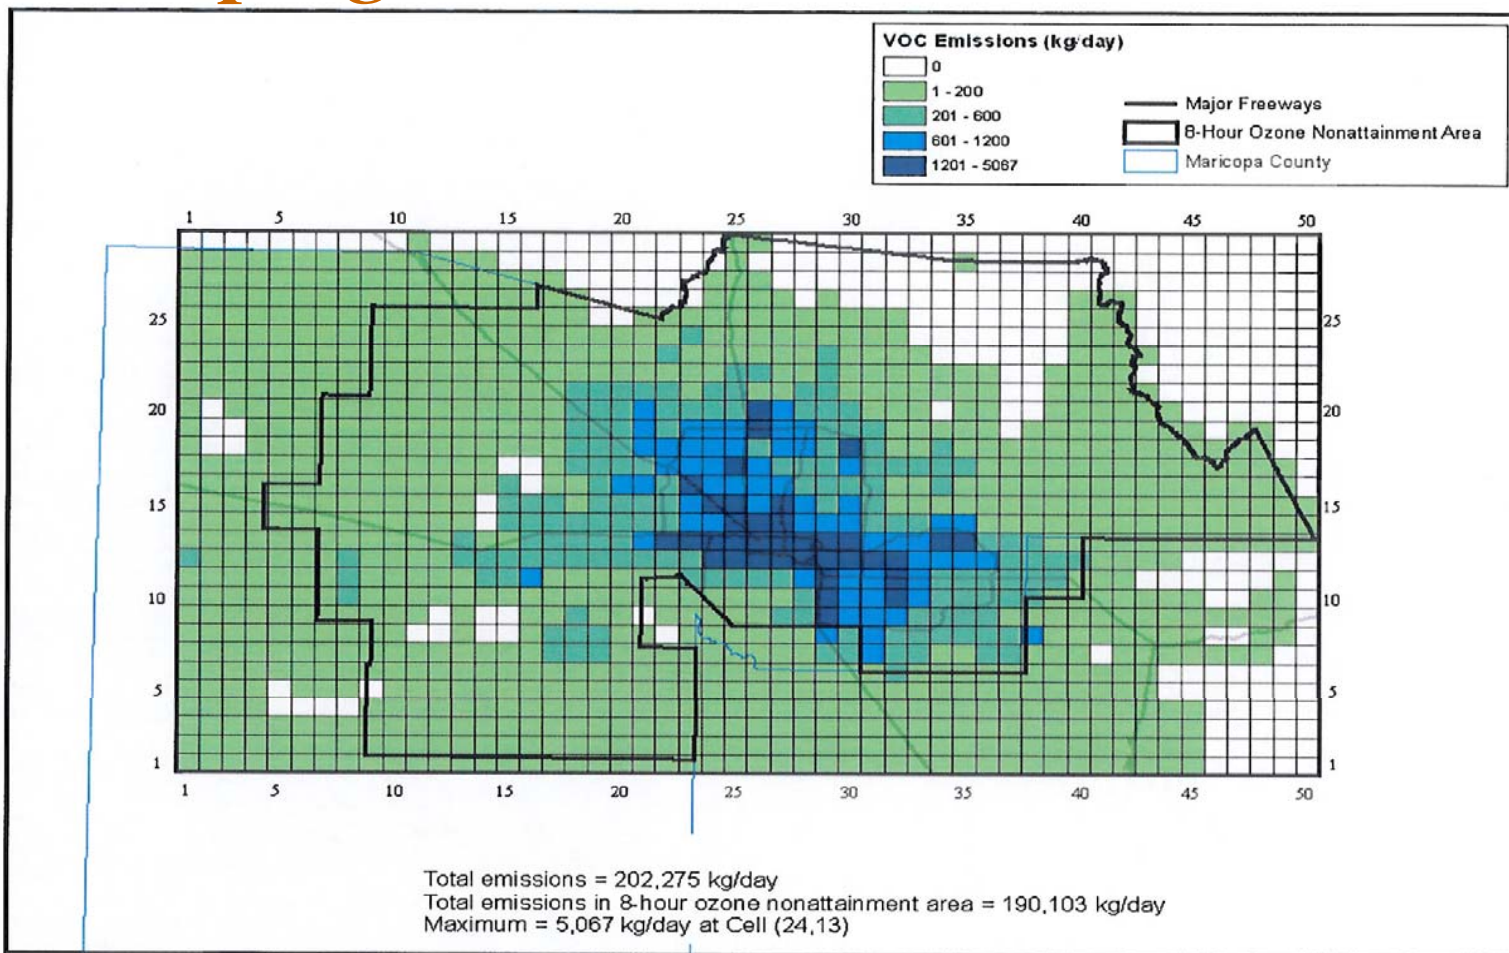 VOC Emissions (kg/day)
0
1 - 200
201 - 600
601 - 1200
1201 - 5067
Major Freeways
8-Hour Ozone Nonattainment Area
Maricopa County
1 5 10 15 20 25 30 35 40 45 50
25 25
20 20
15 15
10 10
5 5
1 1
1 5 10 15 20 25 30 35 40 45 50
Total emissions = 202,275 kg/day
Total emissions in 8-hour ozone nonattainment area = 190,103 kg/day
Maximum = 5,067 kg/day at Cell (24,13)